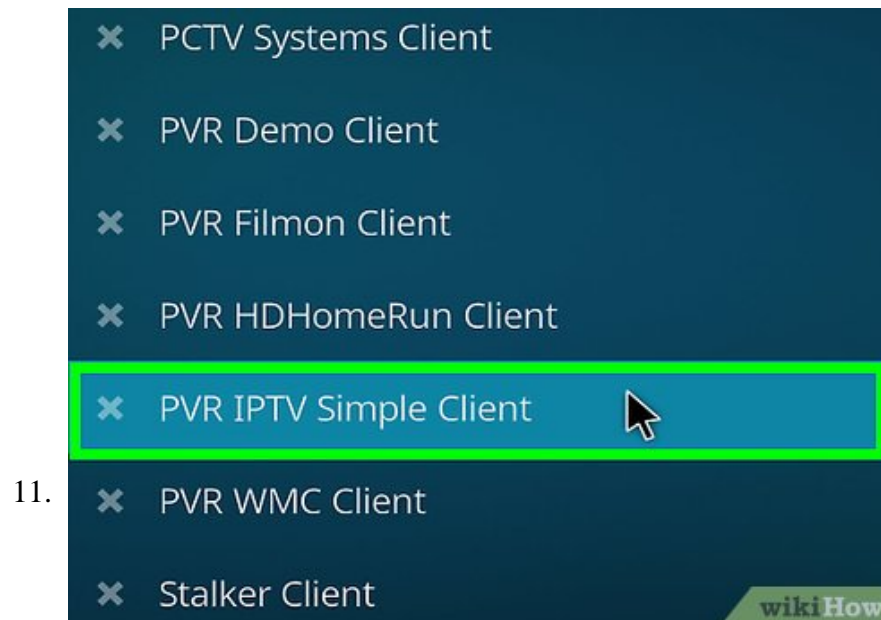 PCTV Systems Client
PVR Demo Client
PVR Filmon Client
PVR HDHomeRun Client
PVR IPTV Simple Client
11.
PVR WMC Client
Stalker Client
wikiHow